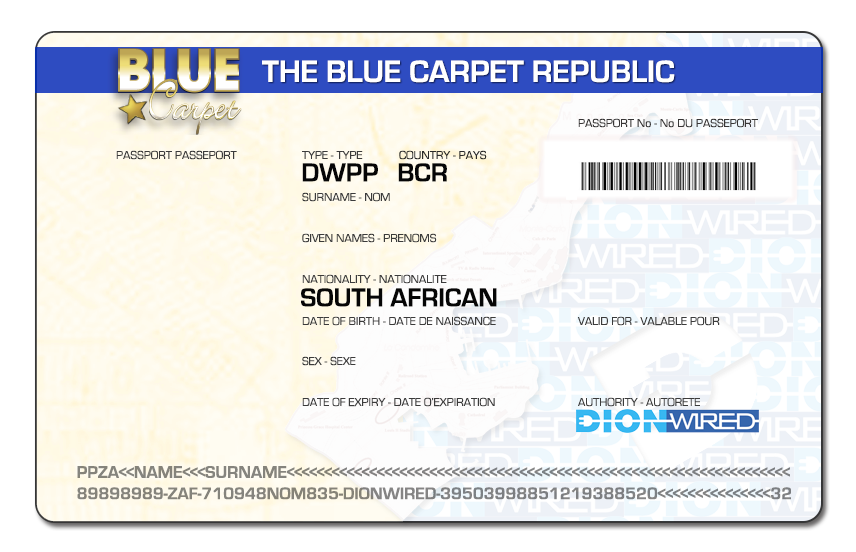 BLUE
Carpet
THE BLUE CARPET REPUBLIC
PASSPORT No - No DU PASSEPORT
PASSPORT PASSEPORT
TYPE - TYPE COUNTRY - PAYS
DWPP BCR
SURNAME - NOM
GIVEN NAMES - PRENOMS
NATIONALITY - NATIONALITE
SOUTH AFRICAN
DATE OF BIRTH - DATE DE NAISSANCE VALID FOR - VALABLE POUR
SEX - SEXE
DATE OF EXPIRY - DATE O'EXPIRATION AUTHORITY - AUTORETE
DION WIRED
PPZA<<NAME<<<SURNAME<<<<<<<<<<<<<<<<<<<<<<<<<<<<<<<<<<<<<<<<<<<<<<<<<<<<<<<<<<<<<<<<
89898989-ZAF-710948NOM835-DIONWIRED-39503998851219388520<<<<<<<<<<<<<<<32